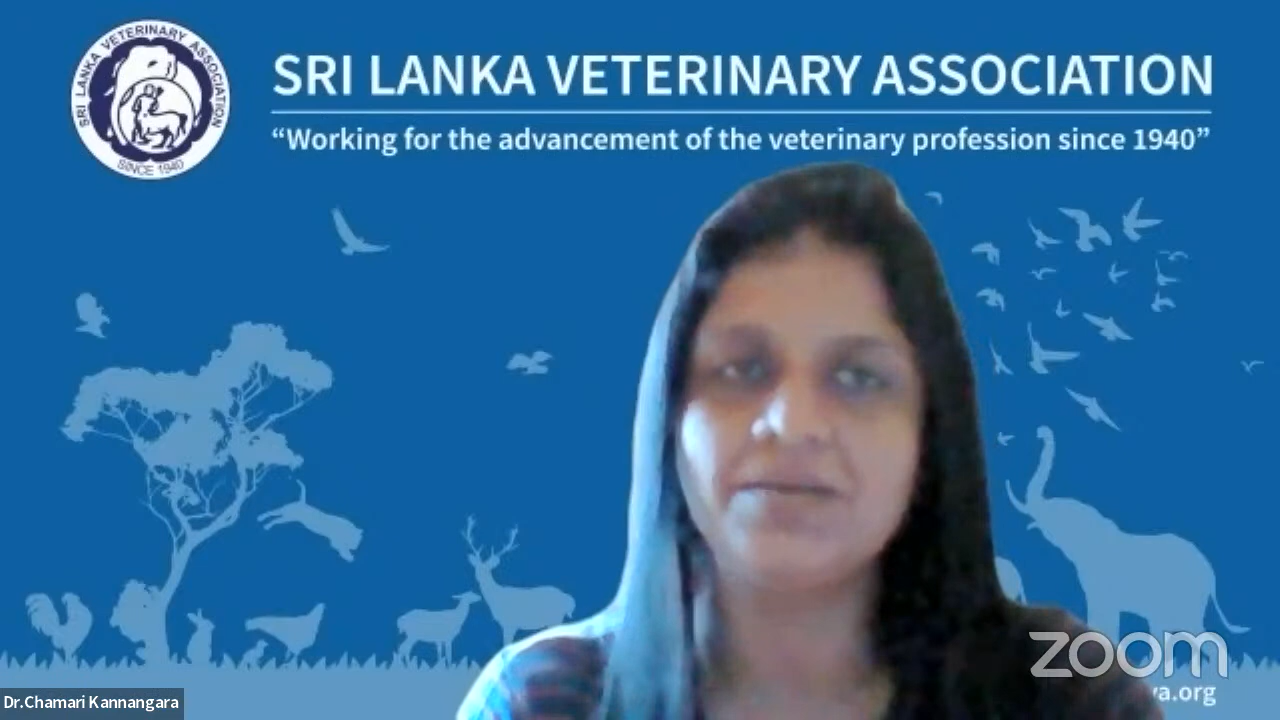 SRI LANKA VETERINARY ASSOCIATION
SINCE 1940
SRI LANKA VETERINARY ASSOCIATION
“Working for the advancement of the veterinary profession since 1940”
zoom
va.org
Dr.Chamari Kannangara